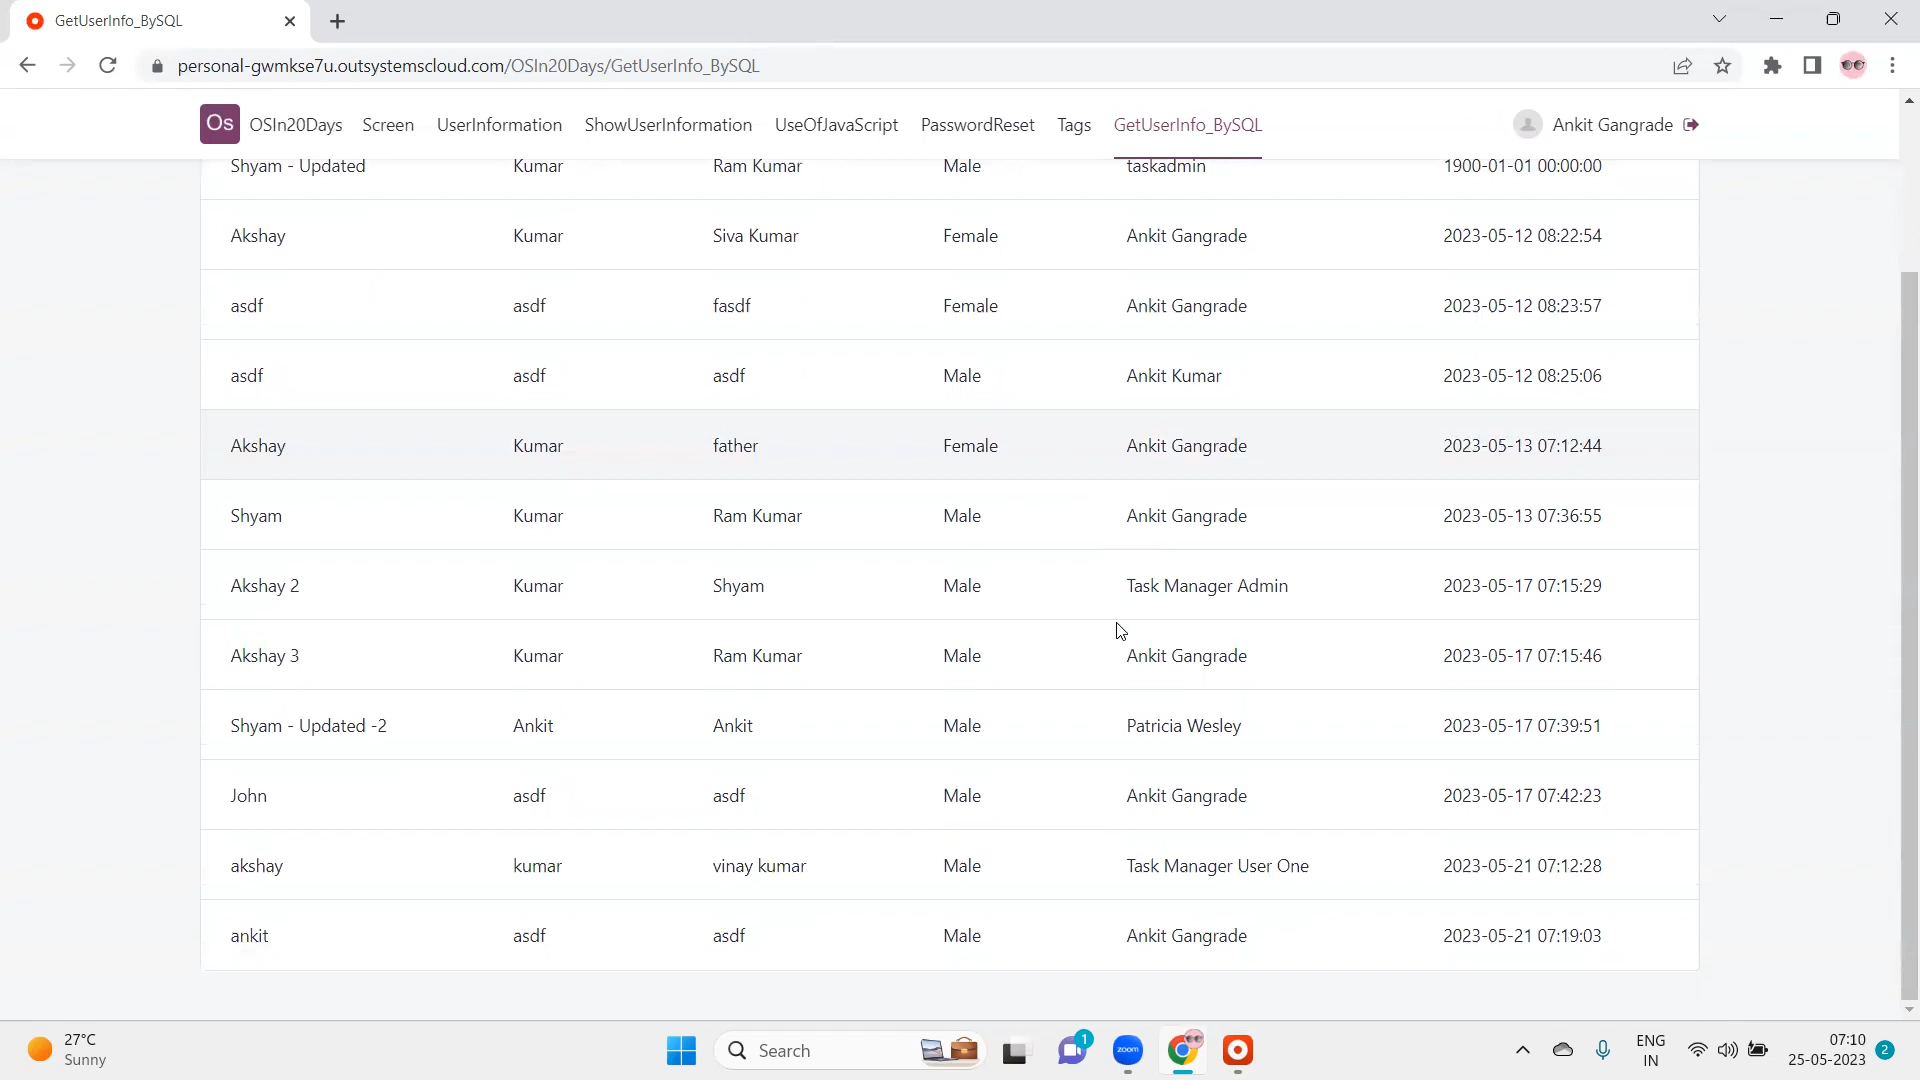 GetUserInfo_BySQL
personal-gwmkse7u.outsystemscloud.com/OSIn20Days/GetUserInfo_BySQL
Os OSIn20Days Screen UserInformation ShowUserInformation UseOfJavaScript PasswordReset Tags GetUserInfo_BySQL Ankit Gangrade
Shyam - Updated Kumar Ram Kumar Male taskadmin 1900-01-01 00:00:00
Akshay Kumar Siva Kumar Female Ankit Gangrade 2023-05-12 08:22:54
asdf asdf fasdf Female Ankit Gangrade 2023-05-12 08:23:57
asdf asdf asdf Male Ankit Kumar 2023-05-12 08:25:06
Akshay Kumar father Female Ankit Gangrade 2023-05-13 07:12:44
Shyam Kumar Ram Kumar Male Ankit Gangrade 2023-05-13 07:36:55
Akshay 2 Kumar Shyam Male Task Manager Admin 2023-05-17 07:15:29
Akshay 3 Kumar Ram Kumar Male Ankit Gangrade 2023-05-17 07:15:46
Shyam - Updated -2 Ankit Ankit Male Patricia Wesley 2023-05-17 07:39:51
John asdf asdf Male Ankit Gangrade 2023-05-17 07:42:23
akshay kumar vinay kumar Male Task Manager User One 2023-05-21 07:12:28
ankit asdf asdf Male Ankit Gangrade 2023-05-21 07:19:03
27°C
Sunny
Search
1
zoom
ENG
IN
07:10
25-05-2023
2